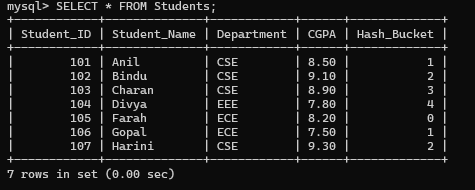 mysql> SELECT * FROM Students;
+------------+--------------+------------+------+-------------+
| Student_ID | Student_Name | Department | CGPA | Hash_Bucket |
+------------+--------------+------------+------+-------------+
|        101 | Anil         | CSE        | 8.50 |           1 |
|        102 | Bindu        | CSE        | 9.10 |           2 |
|        103 | Charan       | CSE        | 8.90 |           3 |
|        104 | Divya        | EEE        | 7.80 |           4 |
|        105 | Farah        | ECE        | 8.20 |           0 |
|        106 | Gopal        | ECE        | 7.50 |           1 |
|        107 | Harini       | CSE        | 9.30 |           2 |
+------------+--------------+------------+------+-------------+
7 rows in set (0.00 sec)